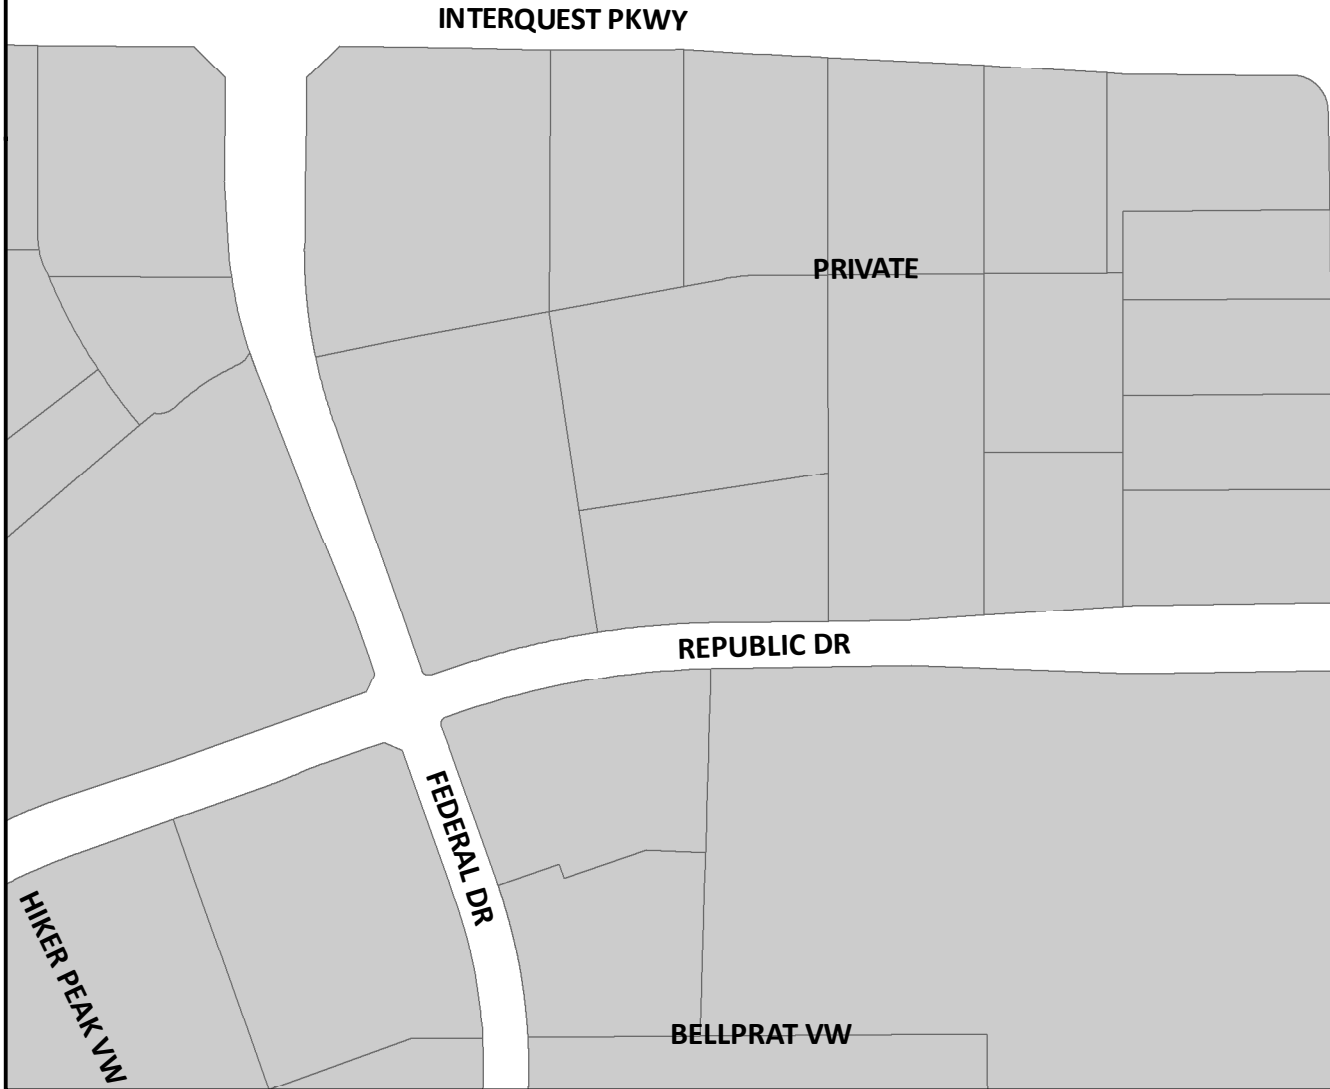 INTERQUEST PKWY
PRIVATE
REPUBLIC DR
FEDERAL DR
HIKER PEAK VW
BELLPRAT VW